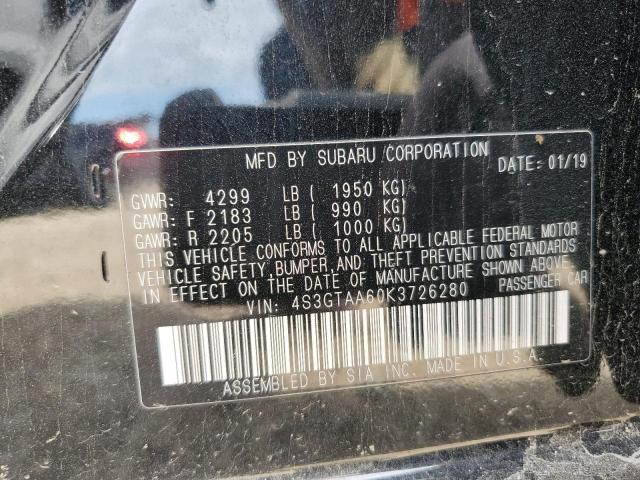 MFD BY SUBARU CORPORATION DATE: 01/19
GVWR: 4299 LB ( 1950 KG)
GAWR: F 2183 LB ( 990 KG)
GAWR: R 2205 LB ( 1000 KG)
THIS VEHICLE CONFORMS TO ALL APPLICABLE FEDERAL MOTOR
VEHICLE SAFETY, BUMPER, AND THEFT PREVENTION STANDARDS
IN EFFECT ON THE DATE OF MANUFACTURE SHOWN ABOVE.
VIN: 4S3GTAA60K3726280 PASSENGER CAR
ASSEMBLED BY SIA INC. MADE IN U.S.A.